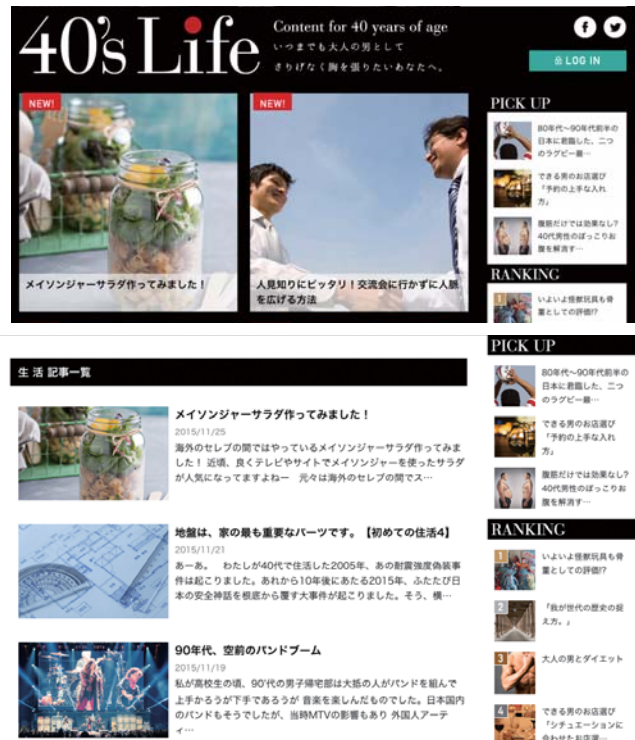 40's Life
Content for 40 years of age
いつまでも大人の男として
さりげなく胸を張りたいあなたへ。
LOG IN
NEW!
メイソンジャーサラダ作ってみました！
NEW!
人見知りにピッタリ！交流会に行かずに人脈
を広げる方法
PICK UP
80年代〜90年代前半の
日本に君臨した、二つ
のラグビー最…
できる男のお店選び
「予約の上手な入れ
方」
腹筋だけでは効果なし?
40代男性のぽっこりお
腹を解消す…
RANKING
1
いよいよ怪獣玩具も骨
董としての評価!?
生 活 記事一覧
メイソンジャーサラダ作ってみました！
2015/11/25
海外のセレブの間ではやっているメイソンジャーサラダ作ってみま
した！ 近頃、良くテレビやサイトでメイソンジャーを使ったサラダ
が人気になってますよねー　元々は海外のセレブの間でス…
地盤は、家の最も重要なパーツです。【初めての住活4】
2015/11/21
あーあ。　わたしが40代で住活した2005年、あの耐震強度偽装事
件は起こりました。あれから10年後にあたる2015年、ふたたび日
本の安全神話を根底から覆す大事件が起こりました。そう、横…
90年代、空前のバンドブーム
2015/11/19
私が高校生の頃、90'代の男子帰宅部は大抵の人がバンドを組んで
上手かろうが下手であろうが 音楽を楽しんだものでした。日本国内
のバンドもそうでしたが、当時MTVの影響もあり 外国人アーテ
ィ…
PICK UP
80年代〜90年代前半の
日本に君臨した、二つ
のラグビー最…
できる男のお店選び
「予約の上手な入れ
方」
腹筋だけでは効果なし?
40代男性のぽっこりお
腹を解消す…
RANKING
1
いよいよ怪獣玩具も骨
董としての評価!?
2
「我が世代の歴史の捉
え方。」
3
大人の男とダイエット
4
できる男のお店選び
「シチュエーションに
合わせたお店選…